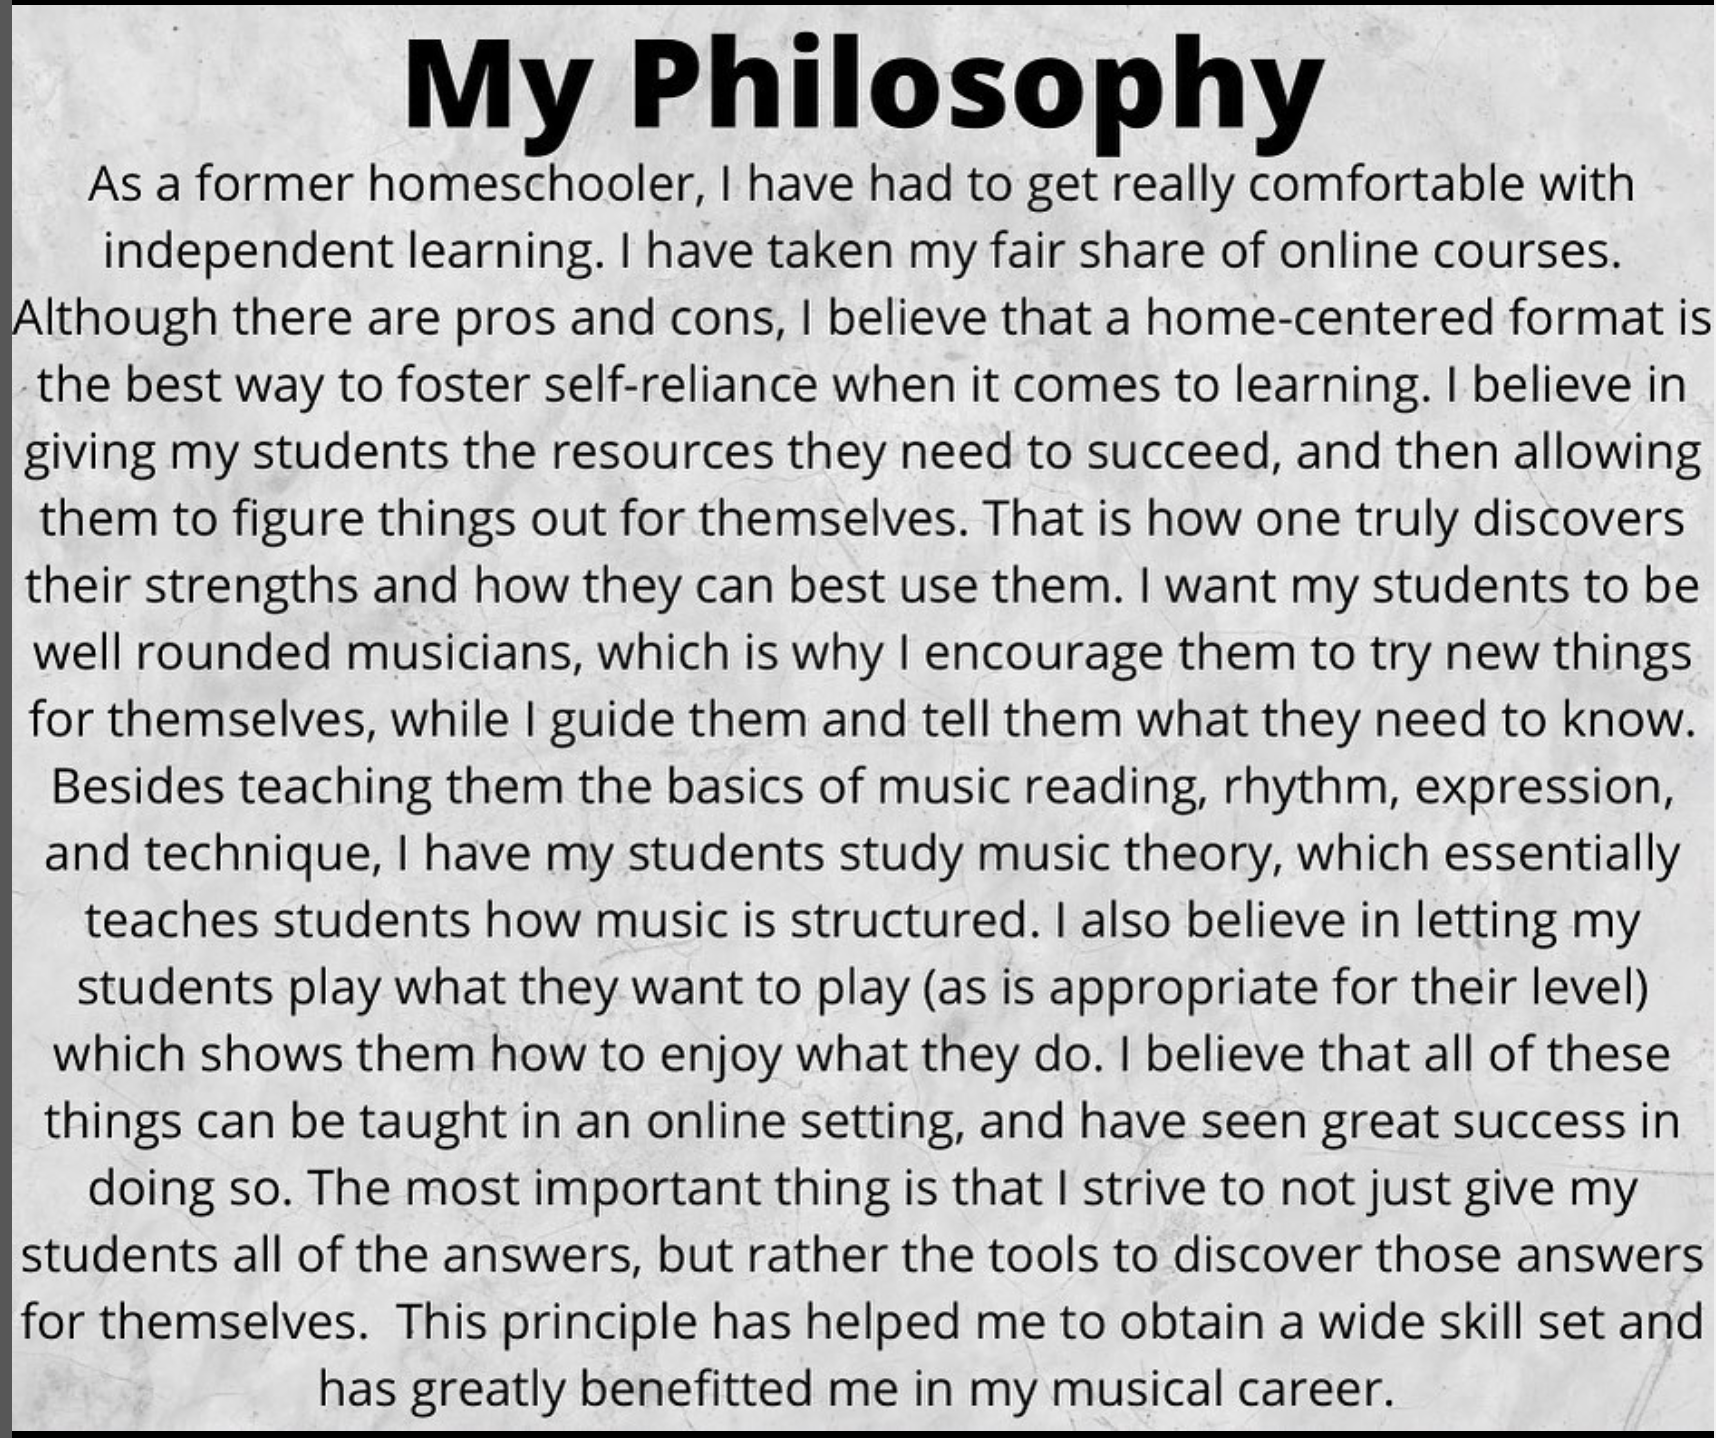 My Philosophy
As a former homeschooler, I have had to get really comfortable with
independent learning. I have taken my fair share of online courses.
Although there are pros and cons, I believe that a home-centered format is
the best way to foster self-reliance when it comes to learning. I believe in
giving my students the resources they need to succeed, and then allowing
them to figure things out for themselves. That is how one truly discovers
their strengths and how they can best use them. I want my students to be
well rounded musicians, which is why I encourage them to try new things
for themselves, while I guide them and tell them what they need to know.
Besides teaching them the basics of music reading, rhythm, expression,
and technique, I have my students study music theory, which essentially
teaches students how music is structured. I also believe in letting my
students play what they want to play (as is appropriate for their level)
which shows them how to enjoy what they do. I believe that all of these
things can be taught in an online setting, and have seen great success in
doing so. The most important thing is that I strive to not just give my
students all of the answers, but rather the tools to discover those answers
for themselves.  This principle has helped me to obtain a wide skill set and
has greatly benefitted me in my musical career.